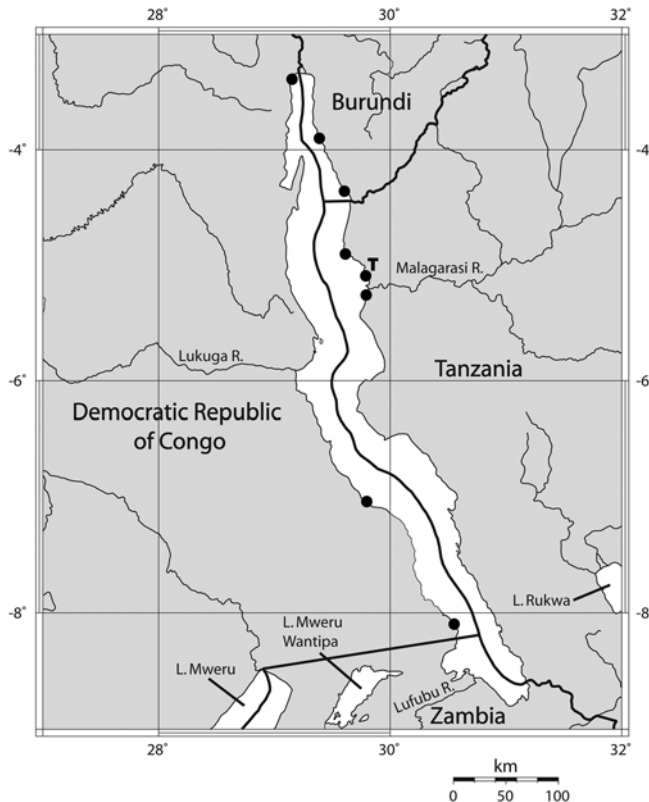 28°
30°
32°
Burundi
-4°
-4
T
Malagarasi R.
Lukuga R.
Tanzania
-6°
-6
Democratic Republic
of Congo
L. Rukwa
-8°
-8
L. Mweru
Wantipa
L. Mweru
Lufubu R.
Zambia
28°
30°
32°
km
0
50
100